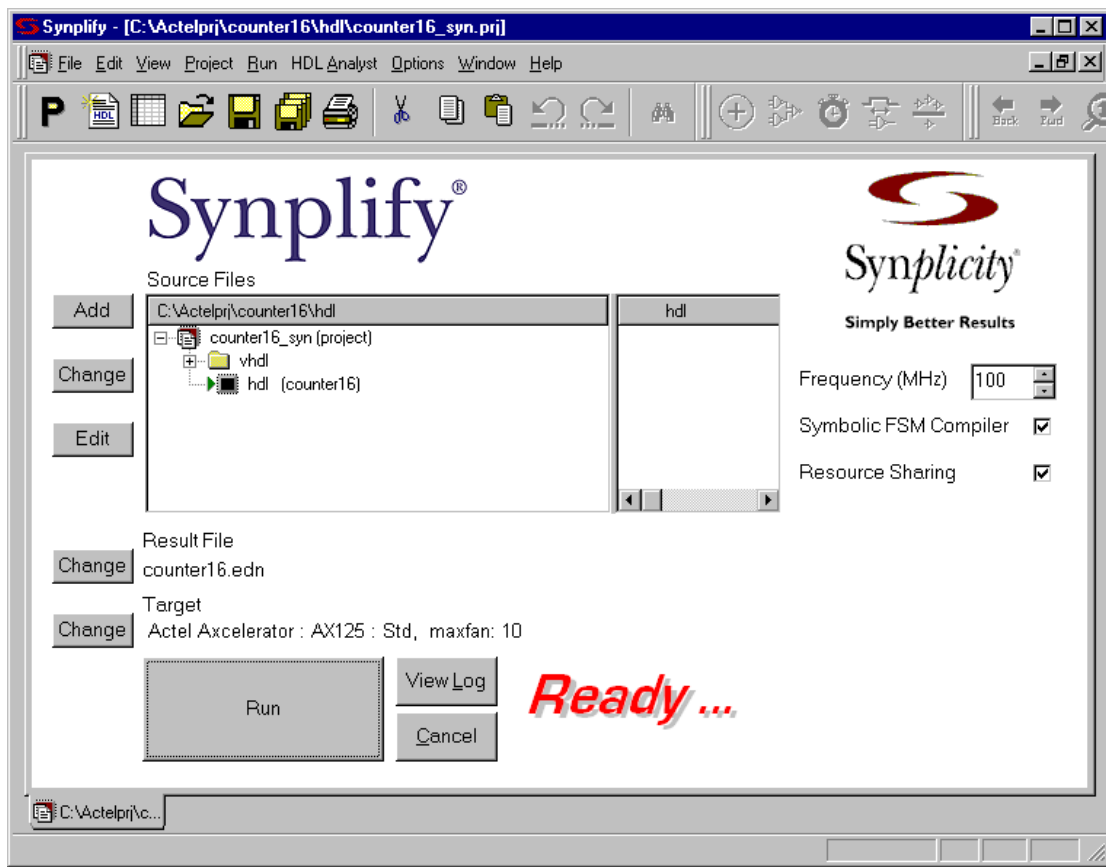 Synplify - [C:\Actelprj\counter16\hdl\counter16_syn.prj]
File Edit View Project Run HDL Analyst Options Window Help
P HDL Back Fwd
Synplify®
Synplicity®
Simply Better Results
Source Files
Add
C:\Actelprj\counter16\hdl hdl
counter16_syn (project)
vhdl
hdl (counter16)
Change
Edit
Frequency (MHz) 100
Symbolic FSM Compiler
Resource Sharing
Result File
Change
counter16.edn
Target
Change
Actel Axcelerator : AX125 : Std, maxfan: 10
Run
View Log
Cancel
Ready ...
C:\Actelprj\c...